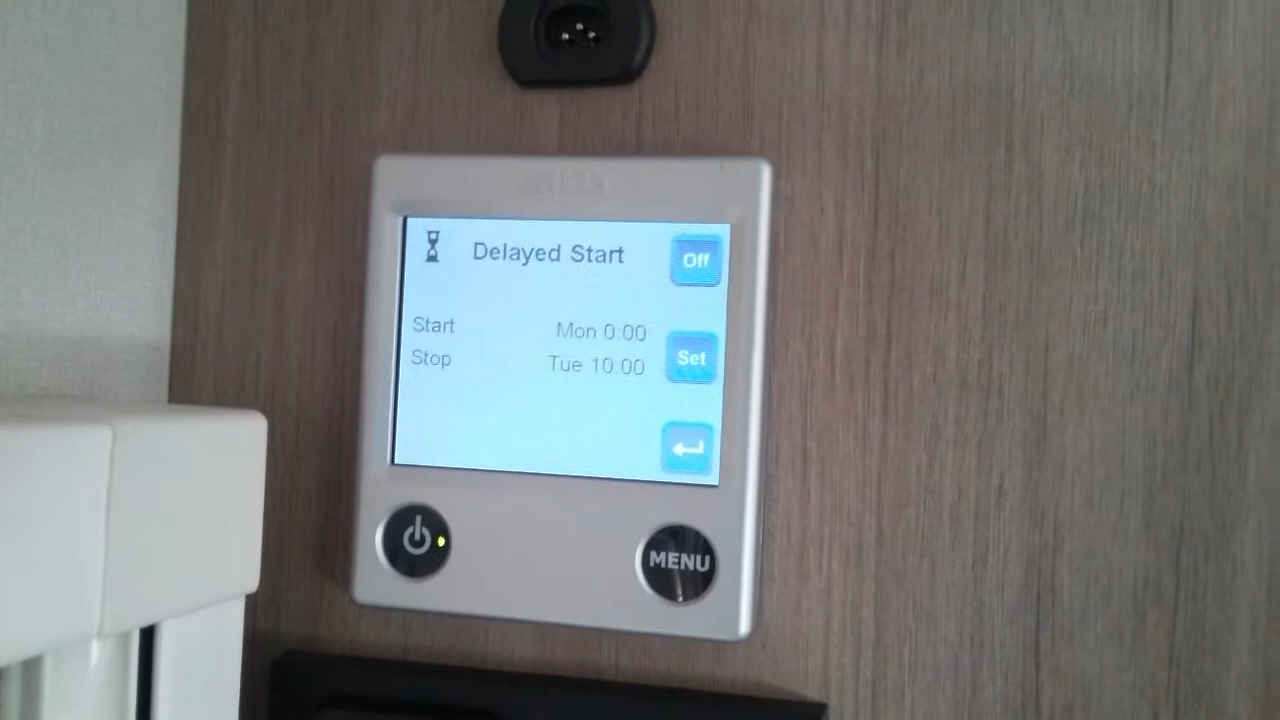 Delayed Start
Off
Start Mon 0:00
Stop Tue 10:00
Set
MENU